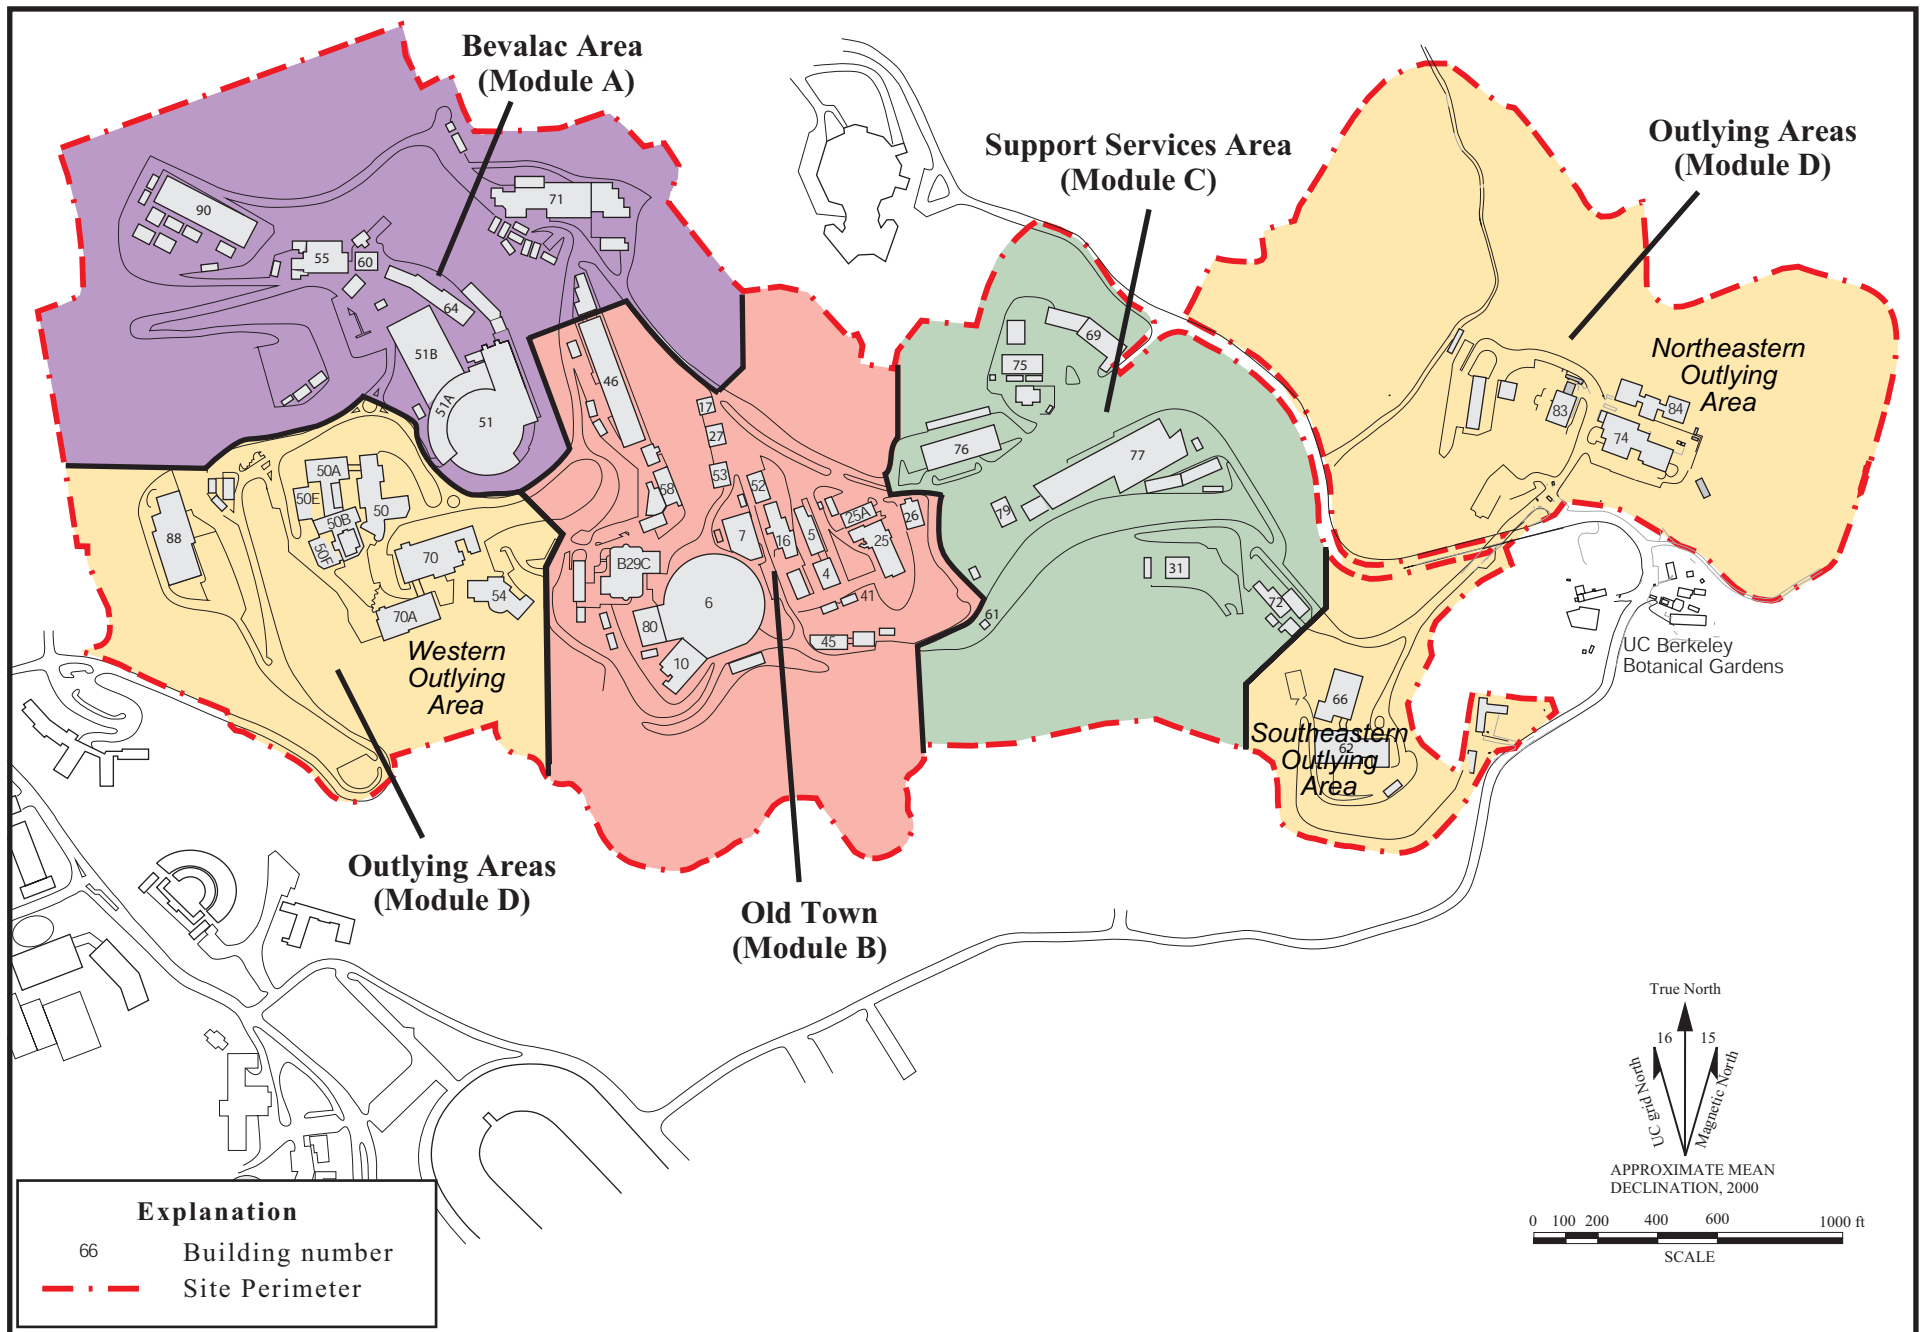 Bevalac Area
(Module A)
Support Services Area
(Module C)
Outlying Areas
(Module D)
90
71
55
60
64
51B
51A
51
46
17
27
53
52
58
7
16
5
25A
26
25
4
41
B29C
6
80
10
45
69
75
76
77
79
31
72
61
Northeastern
Outlying
Area
83
84
74
50A
50E
50B
50
50F
88
70
54
70A
Western
Outlying
Area
66
62
Southeastern
Outlying
Area
UC Berkeley
Botanical Gardens
Outlying Areas
(Module D)
Old Town
(Module B)
True North
16
15
UC grid North
Magnetic North
APPROXIMATE MEAN
DECLINATION, 2000
0 100 200 400 600 1000 ft
SCALE
Explanation
66 Building number
Site Perimeter